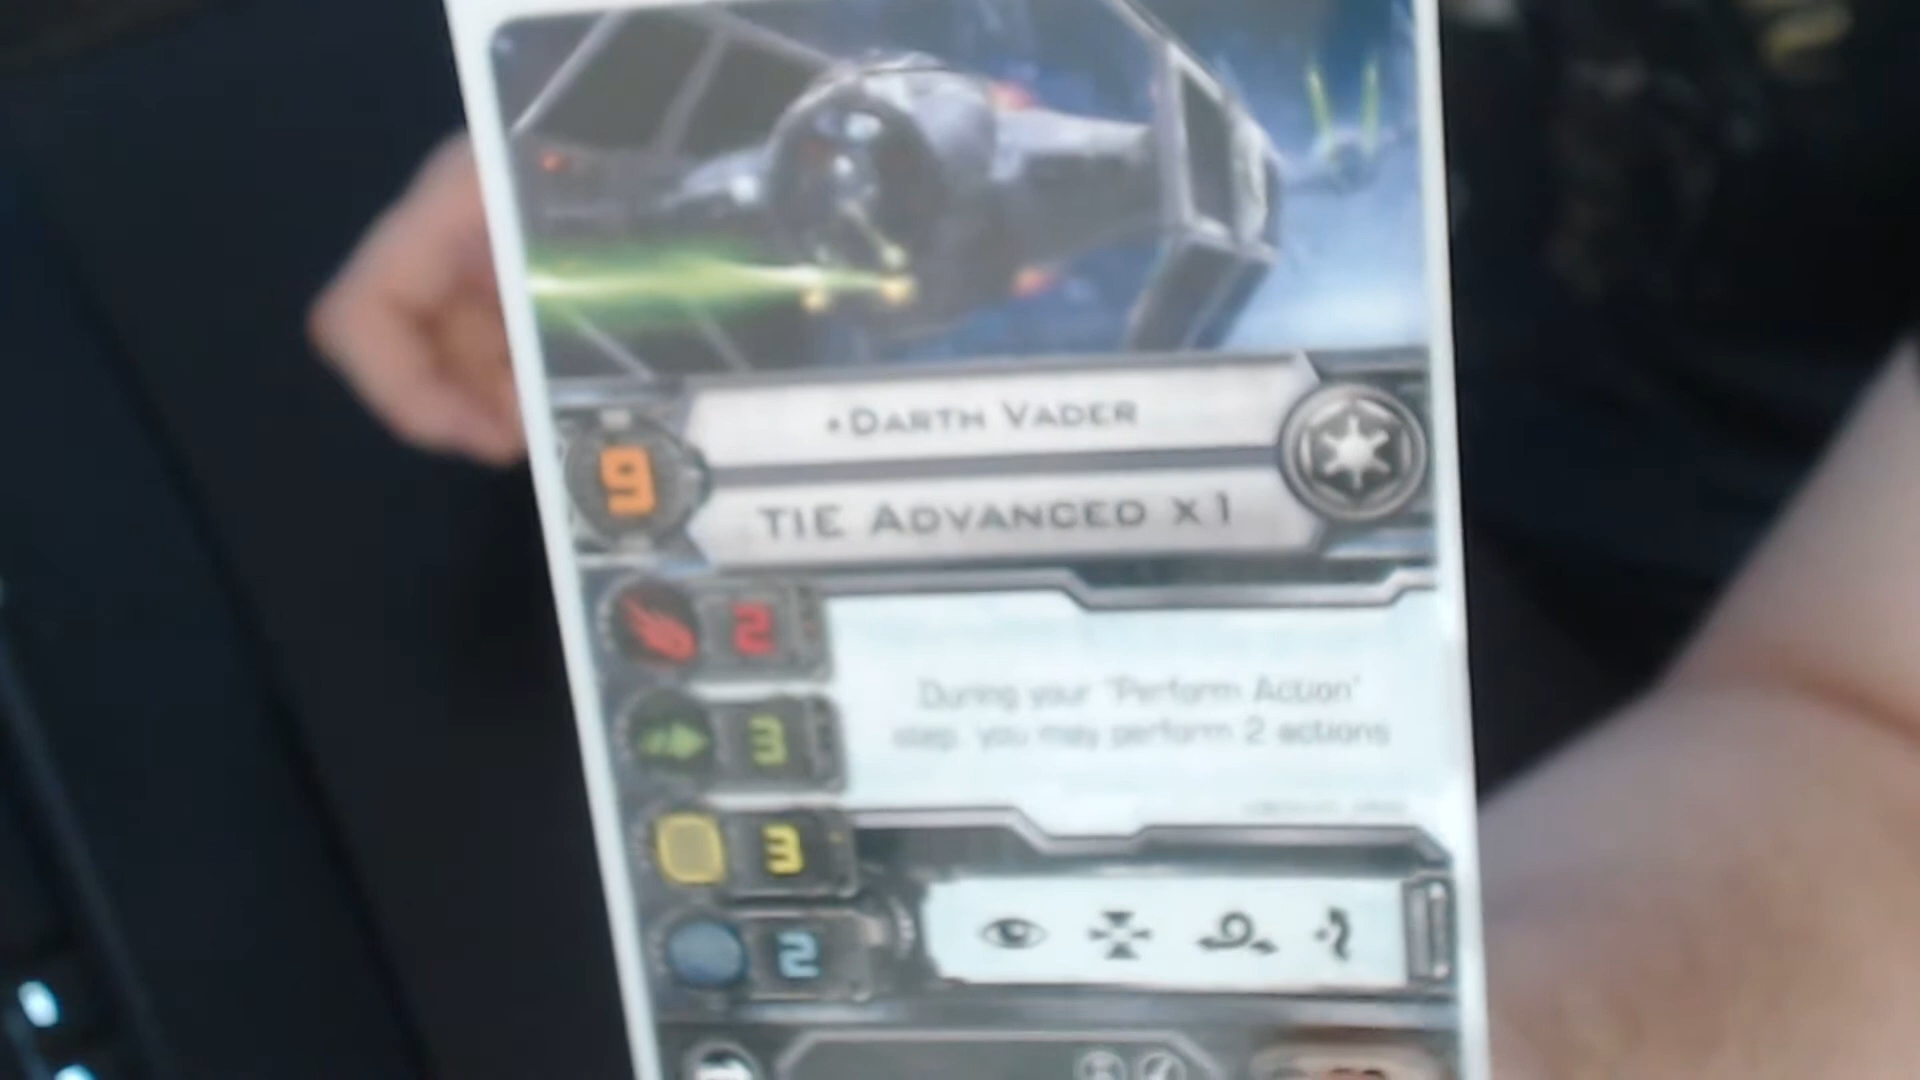 •DARTH VADER
9
TIE ADVANCED X1
2
During your "Perform Action"
step, you may perform 2 actions
3
3
2